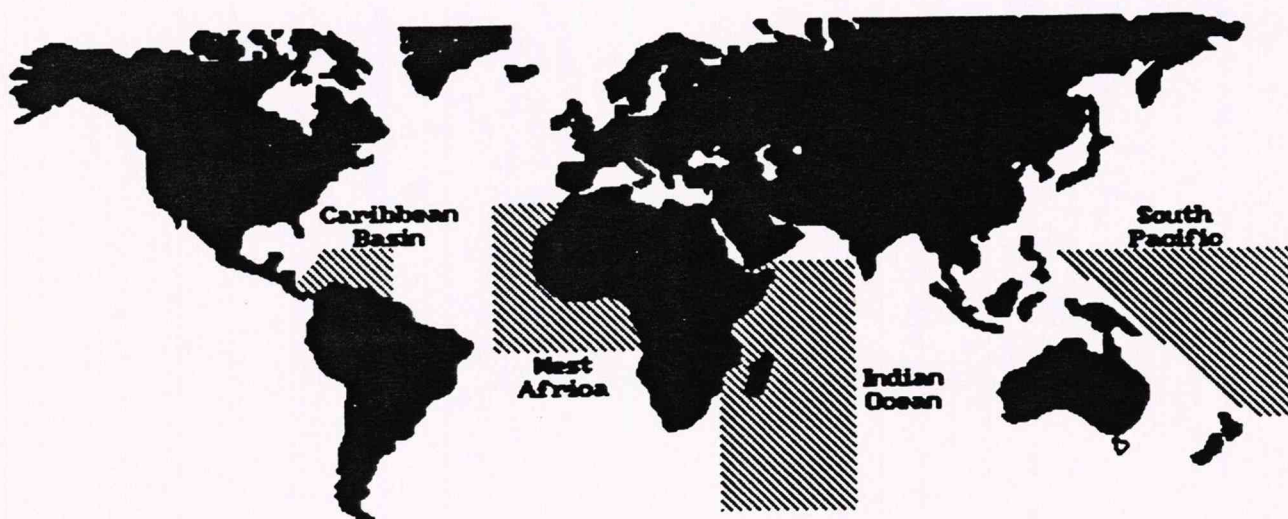 Caribbean
Basin
South
Pacific
West
Africa
Indian
Ocean